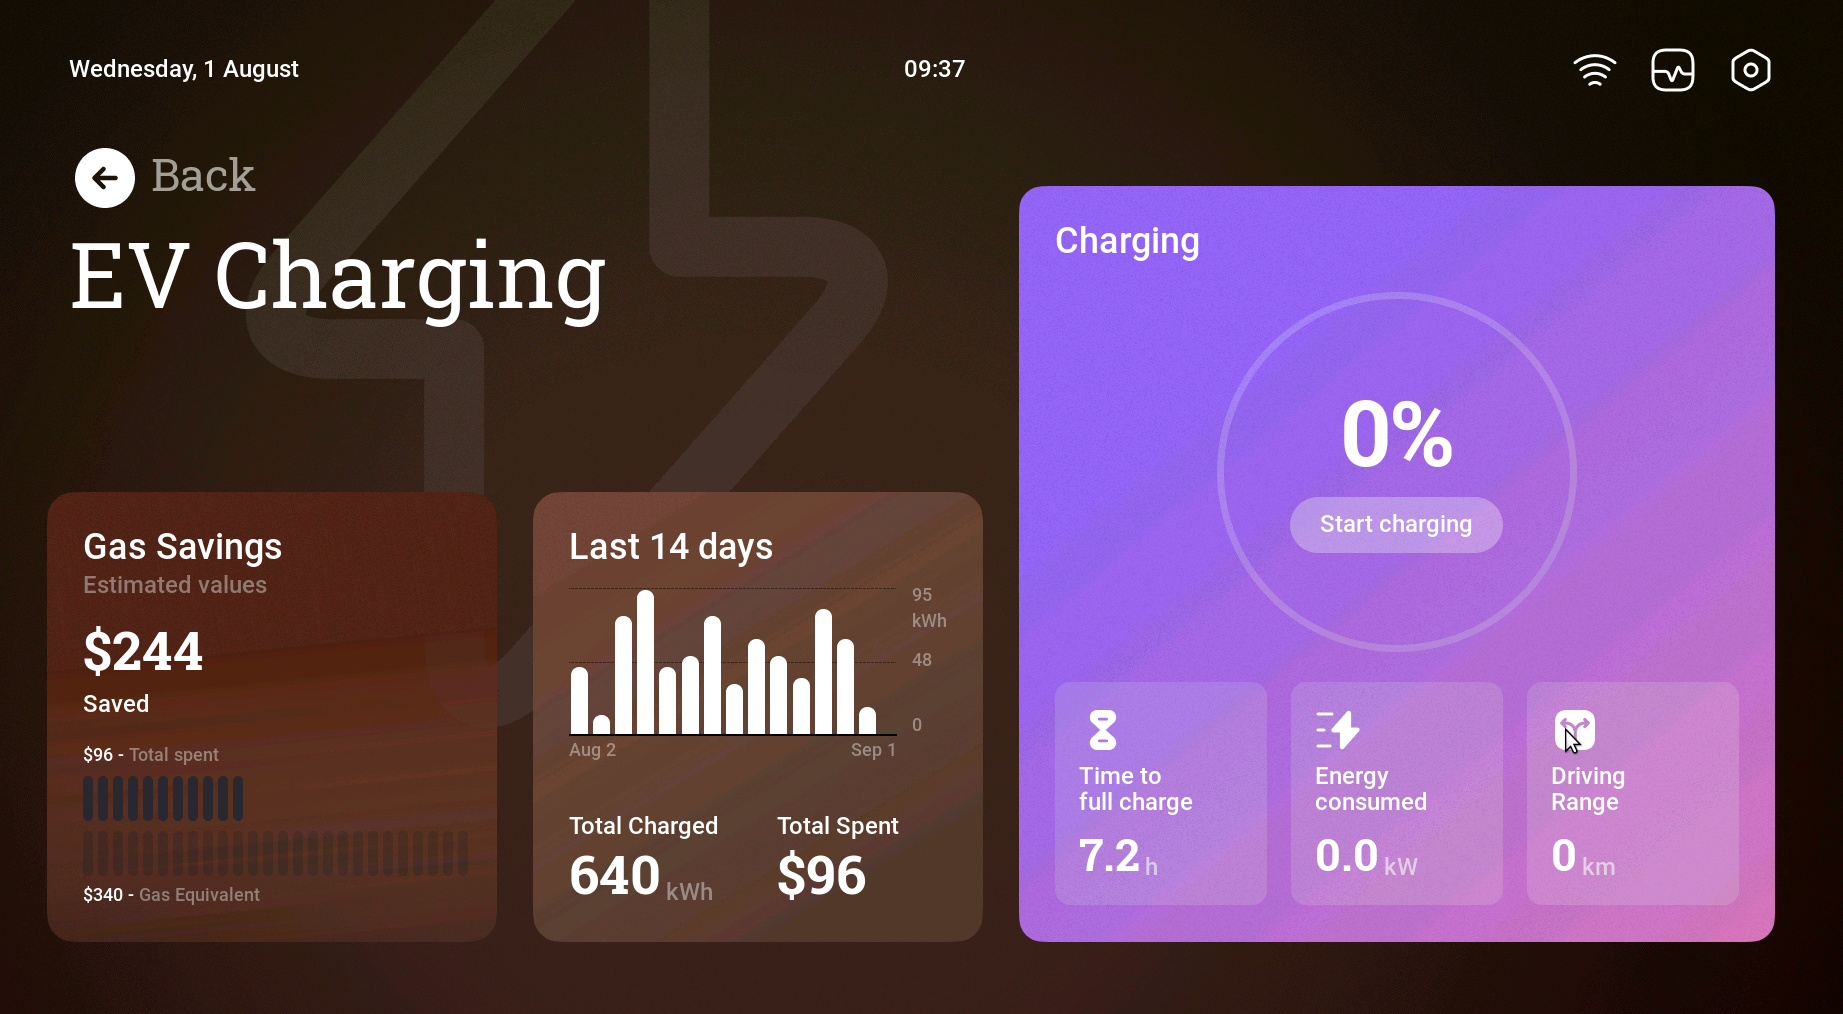 Wednesday, 1 August
09:37
Back
EV Charging
Gas Savings
Estimated values
$244
Saved
$96 - Total spent
$340 - Gas Equivalent
Last 14 days
95
kWh
48
0
Aug 2
Sep 1
Total Charged
640 kWh
Total Spent
$96
Charging
0%
Start charging
Time to
full charge
7.2 h
Energy
consumed
0.0 kW
Driving
Range
0 km